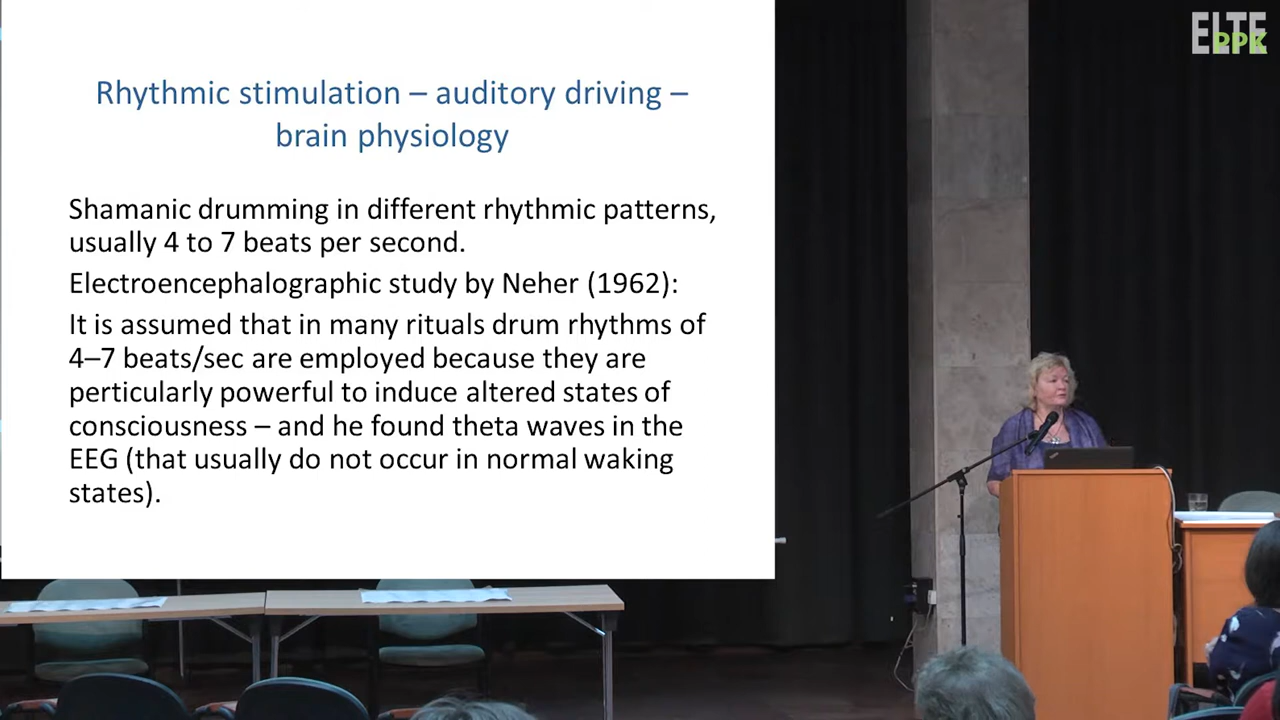 ELTE
PPK
Rhythmic stimulation – auditory driving –
brain physiology
Shamanic drumming in different rhythmic patterns,
usually 4 to 7 beats per second.
Electroencephalographic study by Neher (1962):
It is assumed that in many rituals drum rhythms of
4–7 beats/sec are employed because they are
perticularly powerful to induce altered states of
consciousness – and he found theta waves in the
EEG (that usually do not occur in normal waking
states).